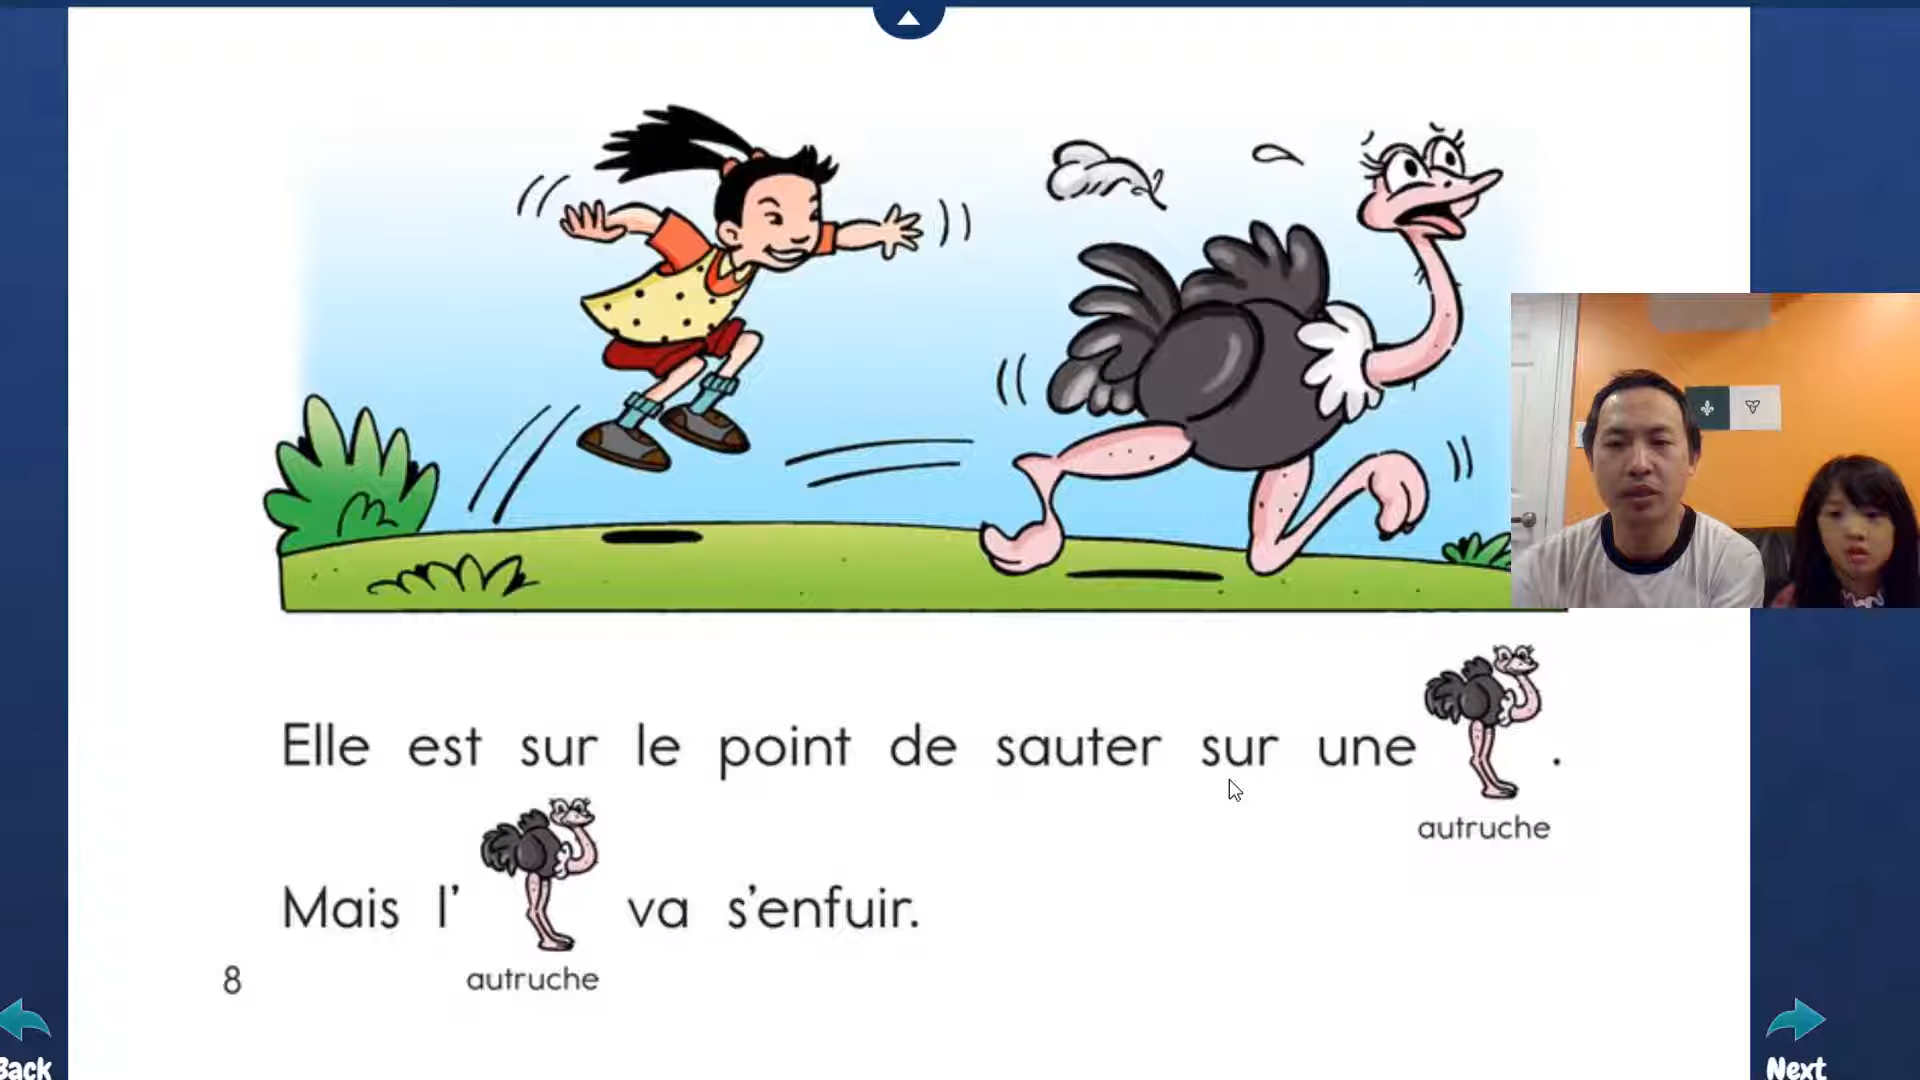 Elle est sur le point de sauter sur une .
autruche
Mais l' va s'enfuir.
autruche
8
Back
Next